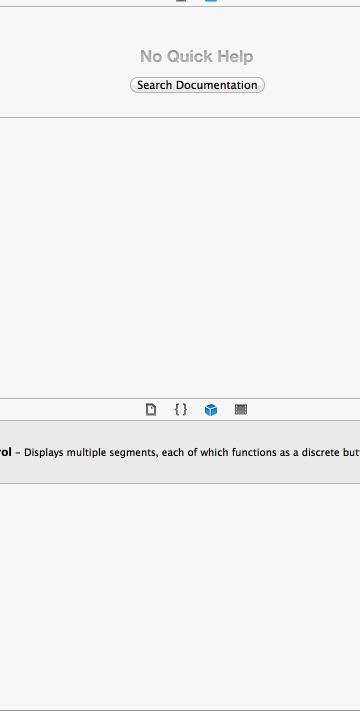 No Quick Help
Search Documentation
rol – Displays multiple segments, each of which functions as a discrete but